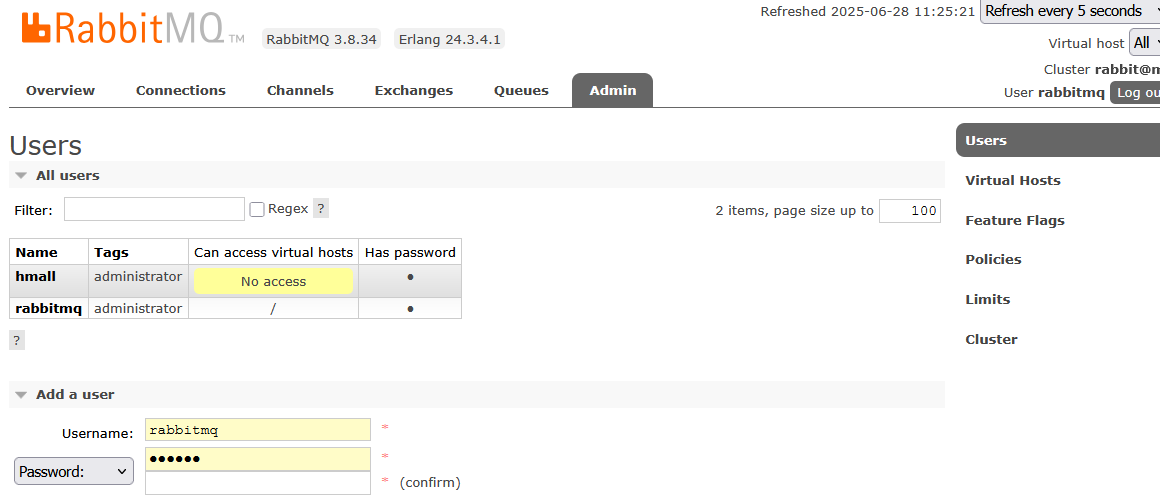 RabbitMQ TM RabbitMQ 3.8.34 Erlang 24.3.4.1
Refreshed 2025-06-28 11:25:21 Refresh every 5 seconds
Virtual host All
Cluster rabbit@m
User rabbitmq Log ou
Overview Connections Channels Exchanges Queues Admin
Users
All users
Filter: Regex ? 2 items, page size up to 100
Name Tags Can access virtual hosts Has password
hmall administrator No access ●
rabbitmq administrator / ●
?
Add a user
Username: rabbitmq *
Password: ●●●●●● *
* (confirm)
Users
Virtual Hosts
Feature Flags
Policies
Limits
Cluster